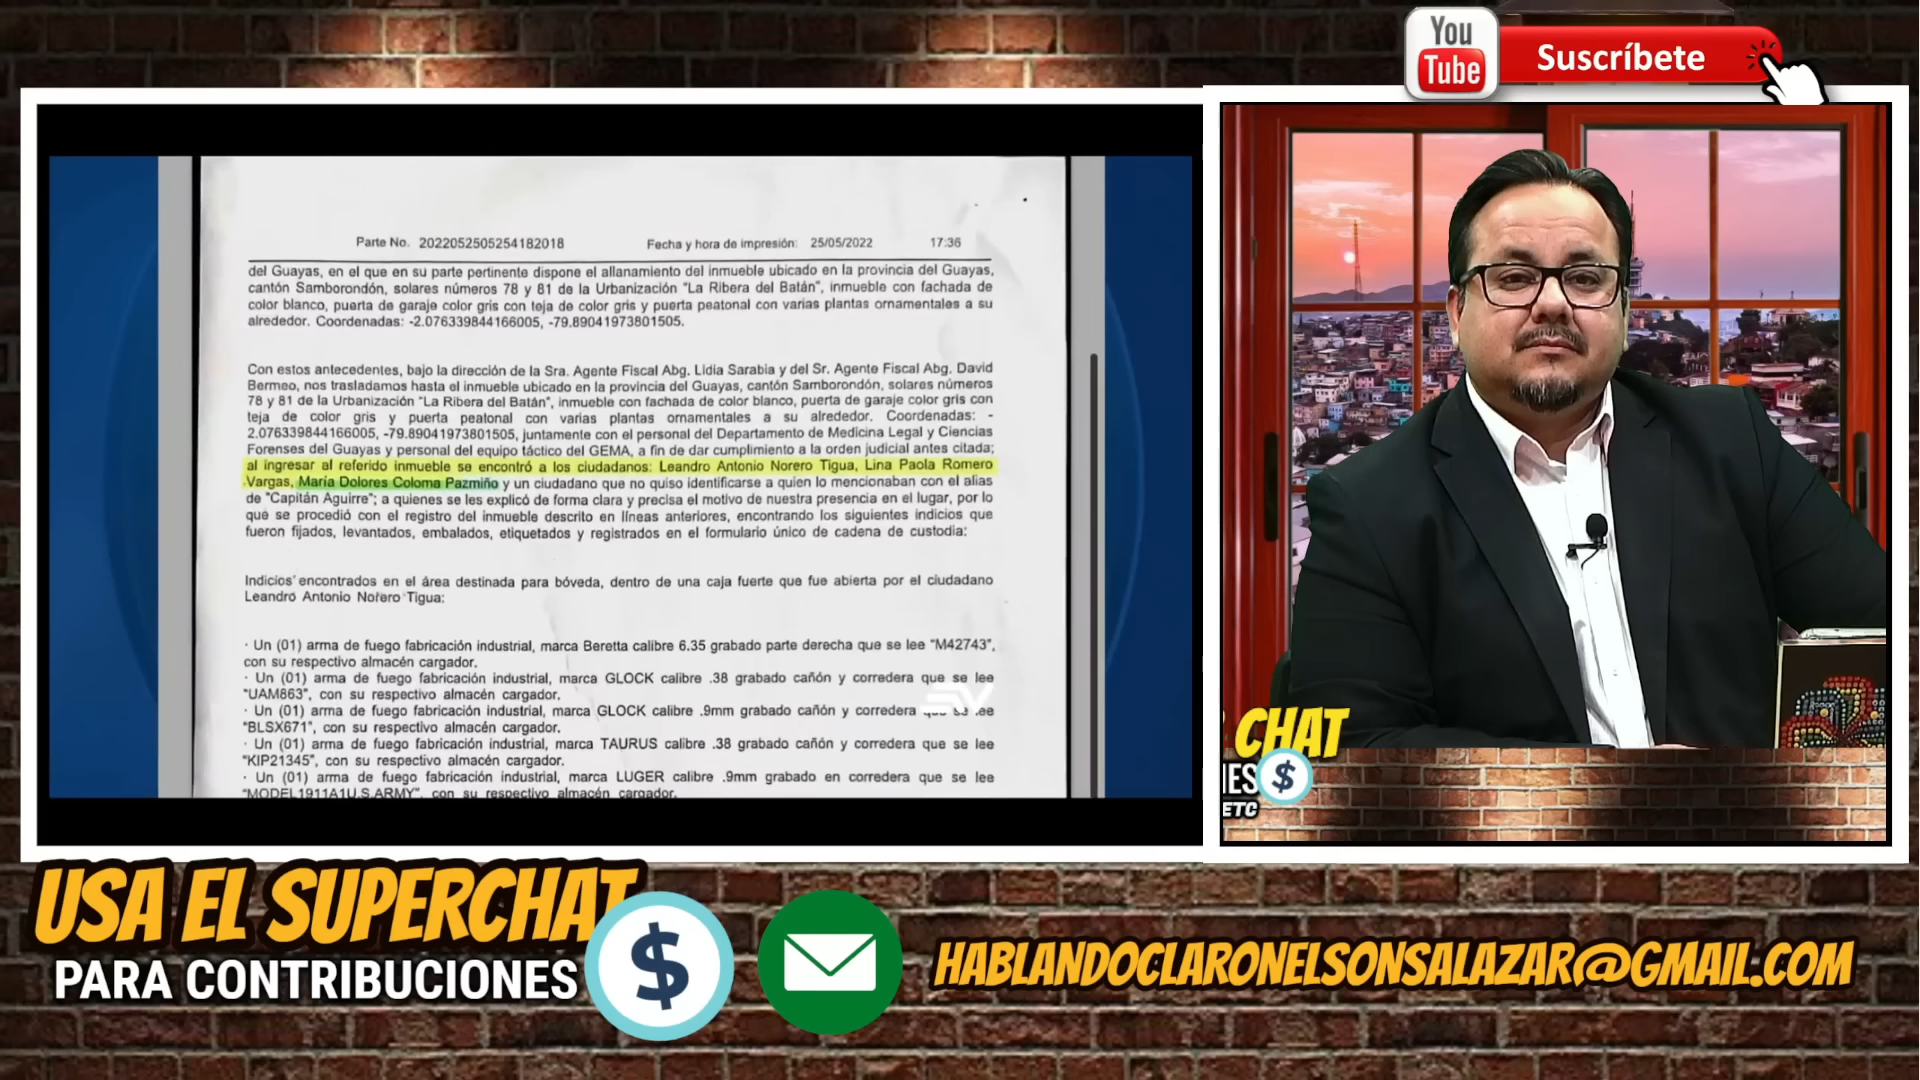 You
Tube
Suscríbete
Parte No. 2022052505254182018 Fecha y hora de impresión: 25/05/2022 17:36
del Guayas, en el que en su parte pertinente dispone el allanamiento del inmueble ubicado en la provincia del Guayas,
cantón Samborondón, solares números 78 y 81 de la Urbanización "La Ribera del Batán", inmueble con fachada de
color blanco, puerta de garaje color gris con teja de color gris y puerta peatonal con varias plantas ornamentales a su
alrededor. Coordenadas: -2.076339844166005, -79.89041973801505.
Con estos antecedentes, bajo la dirección de la Sra. Agente Fiscal Abg. Lidia Sarabia y del Sr. Agente Fiscal Abg. David
Bermeo, nos trasladamos hasta el inmueble ubicado en la provincia del Guayas, cantón Samborondón, solares números
78 y 81 de la Urbanización "La Ribera del Batán", inmueble con fachada de color blanco, puerta de garaje color gris con
teja de color gris y puerta peatonal con varias plantas ornamentales a su alrededor. Coordenadas: -
2.076339844166005, -79.89041973801505, juntamente con el personal del Departamento de Medicina Legal y Ciencias
Forenses del Guayas y personal del equipo táctico del GEMA, a fin de dar cumplimiento a la orden judicial antes citada;
al ingresar al referido inmueble se encontró a los ciudadanos: Leandro Antonio Norero Tigua, Lina Paola Romero
Vargas, María Dolores Coloma Pazmiño y un ciudadano que no quiso identificarse a quien lo mencionaban con el alias
de "Capitán Aguirre"; a quienes se les explicó de forma clara y precisa el motivo de nuestra presencia en el lugar, por lo
que se procedió con el registro del inmueble descrito en líneas anteriores, encontrando los siguientes indicios que
fueron fijados, levantados, embalados, etiquetados y registrados en el formulario único de cadena de custodia:
Indicios encontrados en el área destinada para bóveda, dentro de una caja fuerte que fue abierta por el ciudadano
Leandro Antonio Norero Tigua:
· Un (01) arma de fuego fabricación industrial, marca Beretta calibre 6.35 grabado parte derecha que se lee "M42743",
con su respectivo almacén cargador.
· Un (01) arma de fuego fabricación industrial, marca GLOCK calibre .38 grabado cañón y corredera que se lee
"UAM863", con su respectivo almacén cargador.
· Un (01) arma de fuego fabricación industrial, marca GLOCK calibre .9mm grabado cañón y corredera que se lee
"BLSX671", con su respectivo almacén cargador.
· Un (01) arma de fuego fabricación industrial, marca TAURUS calibre .38 grabado cañón y corredera que se lee
"KIP21345", con su respectivo almacén cargador.
· Un (01) arma de fuego fabricación industrial, marca LUGER calibre .9mm grabado en corredera que se lee
"MODEL1911A1U.S.ARMY", con su respectivo almacén cargador.
CHAT
NES $
ETC
USA EL SUPERCHAT
PARA CONTRIBUCIONES
$
HABLANDOCLARONELSONSALAZAR@GMAIL.COM